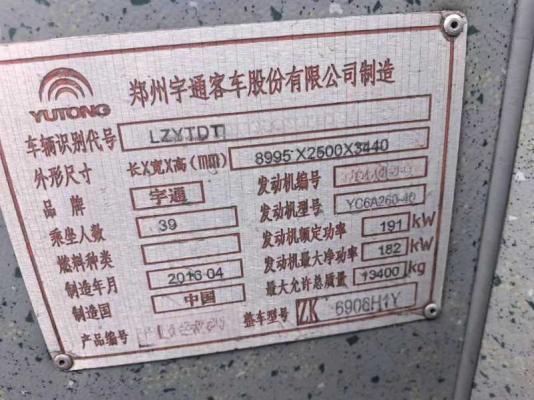 YUTONG
郑州宇通客车股份有限公司制造
车辆识别代号 LZYTDT
外形尺寸 长X宽X高(mm) 8995X2500X3440
品牌 宇通 发动机编号
乘坐人数 39 发动机型号 YC6A260-40
燃料种类 发动机额定功率 191 kW
制造年月 2016 04 发动机最大净功率 182 kW
制造国 中国 最大允许总质量 13400 kg
产品编号 整车型号 ZK 6906H1Y